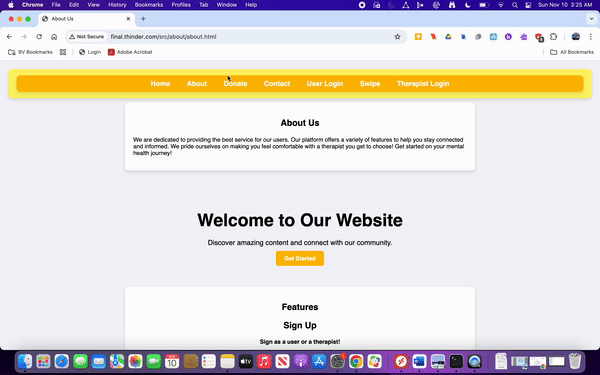 Chrome File Edit View History Bookmarks Profiles Tab Window Help
Sun Nov 10 3:25 AM
About Us
Not Secure final.thinder.com/src/about/about.html
BV Bookmarks Login Adobe Acrobat All Bookmarks
Home About Donate Contact User Login Swipe Therapist Login
About Us
We are dedicated to providing the best service for our users. Our platform offers a variety of features to help you stay connected
and informed. We pride ourselves on making you feel comfortable with a therapist you get to choose! Get started on your mental
health journey!
Welcome to Our Website
Discover amazing content and connect with our community.
Get Started
Features
Sign Up
Sign as a user or a therapist!